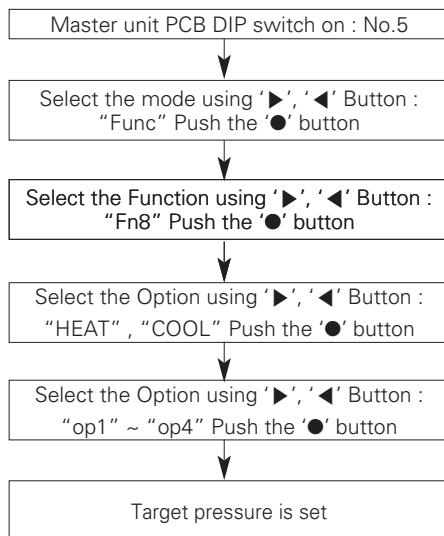 Master unit PCB DIP switch on : No.5
Select the mode using ‘▶’, ‘◀’ Button :
“Func” Push the ‘●’ button
Select the Function using ‘▶’, ‘◀’ Button :
“Fn8” Push the ‘●’ button
Select the Option using ‘▶’, ‘◀’ Button :
“HEAT” , “COOL” Push the ‘●’ button
Select the Option using ‘▶’, ‘◀’ Button :
“op1” ~ “op4” Push the ‘●’ button
Target pressure is set